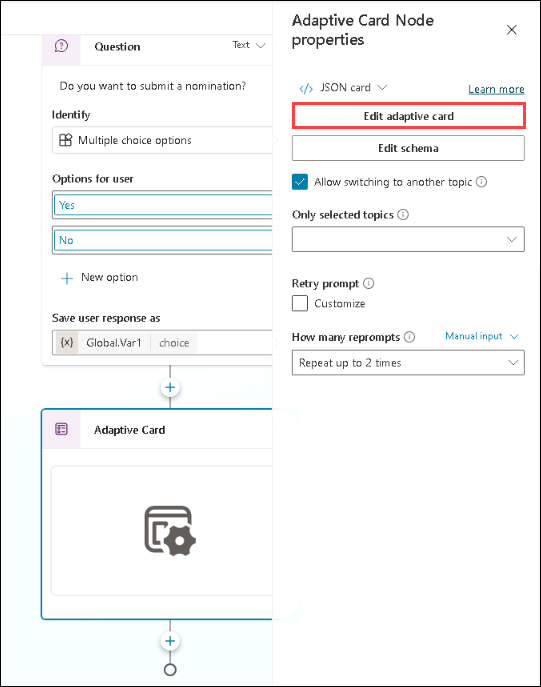 Question
Text
Do you want to submit a nomination?
Identify
Multiple choice options
Options for user
Yes
No
New option
Save user response as
{x} Global.Var1 choice
Adaptive Card
Adaptive Card Node
properties
JSON card
Learn more
Edit adaptive card
Edit schema
Allow switching to another topic
Only selected topics
Retry prompt
Customize
How many reprompts
Manual input
Repeat up to 2 times